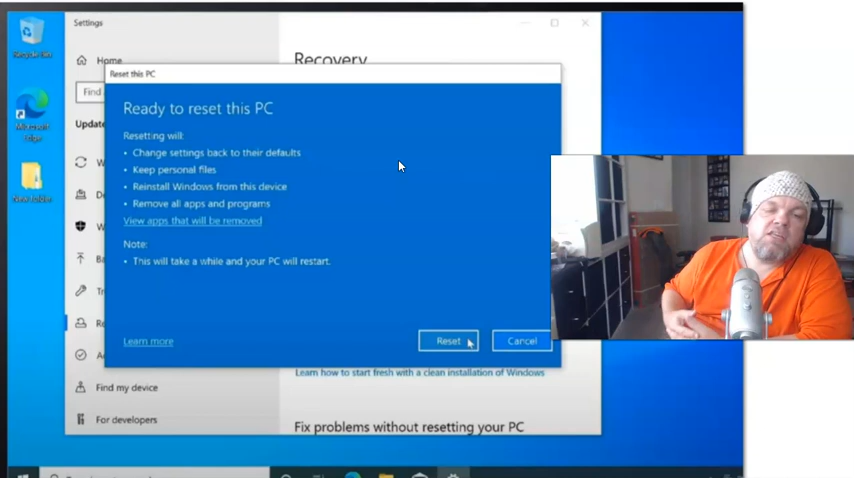 Recycle Bin
Microsoft
Edge
New folder
Settings
Home
Find
Update
Recovery
Reset this PC
Ready to reset this PC
Resetting will:
• Change settings back to their defaults
• Keep personal files
• Reinstall Windows from this device
• Remove all apps and programs
View apps that will be removed
Note:
• This will take a while and your PC will restart.
Learn more
Reset
Cancel
Learn how to start fresh with a clean installation of Windows
Find my device
For developers
Fix problems without resetting your PC